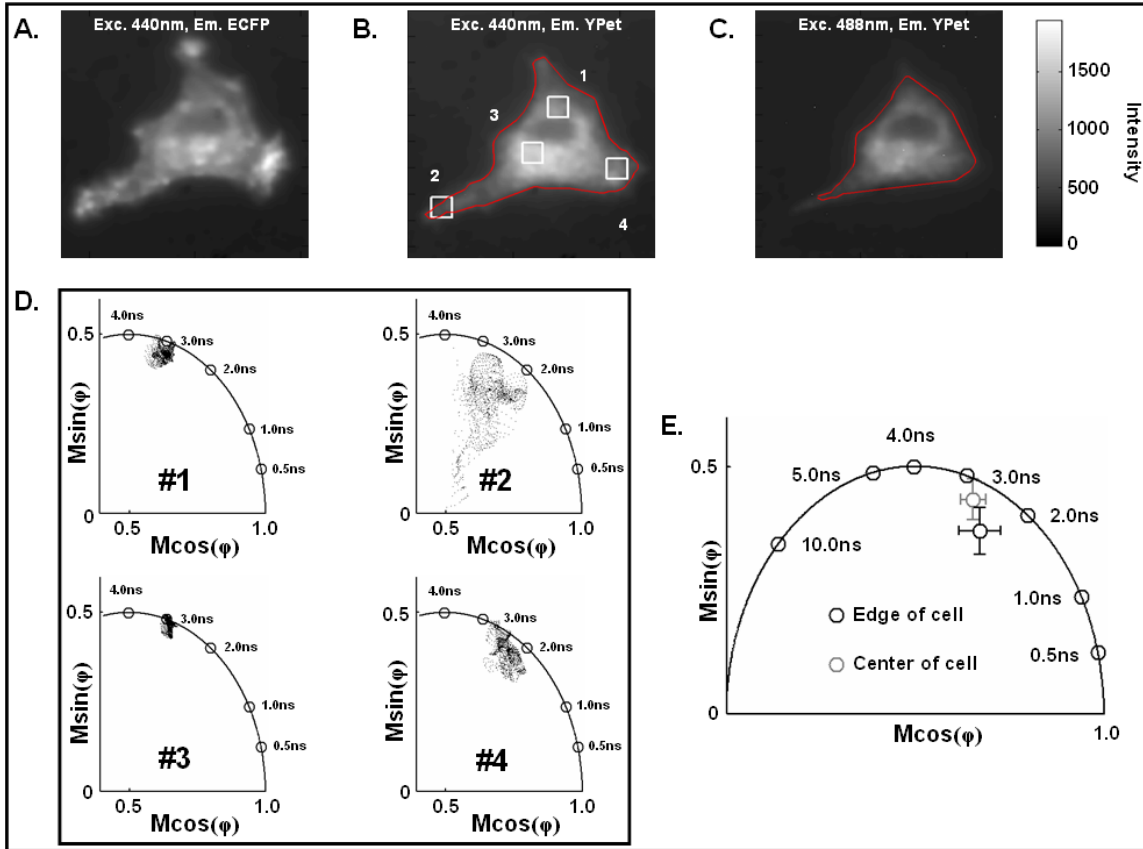 A.
Exc. 440nm, Em. ECFP
B.
Exc. 440nm, Em. YPet
1
3
2
4
C.
Exc. 488nm, Em. YPet
1500
1000
500
0
Intensity
D.
4.0ns
0.5
3.0ns
2.0ns
1.0ns
0.5ns
Msin(φ)
#1
0
0.5
1.0
Mcos(φ)
4.0ns
0.5
3.0ns
2.0ns
1.0ns
0.5ns
Msin(φ)
#2
0
0.5
1.0
Mcos(φ)
4.0ns
0.5
3.0ns
2.0ns
1.0ns
0.5ns
Msin(φ)
#3
0
0.5
1.0
Mcos(φ)
4.0ns
0.5
3.0ns
2.0ns
1.0ns
0.5ns
Msin(φ)
#4
0
0.5
1.0
Mcos(φ)
E.
4.0ns
0.5
5.0ns
3.0ns
2.0ns
10.0ns
1.0ns
0.5ns
Msin(φ)
Edge of cell
Center of cell
0
Mcos(φ)
1.0